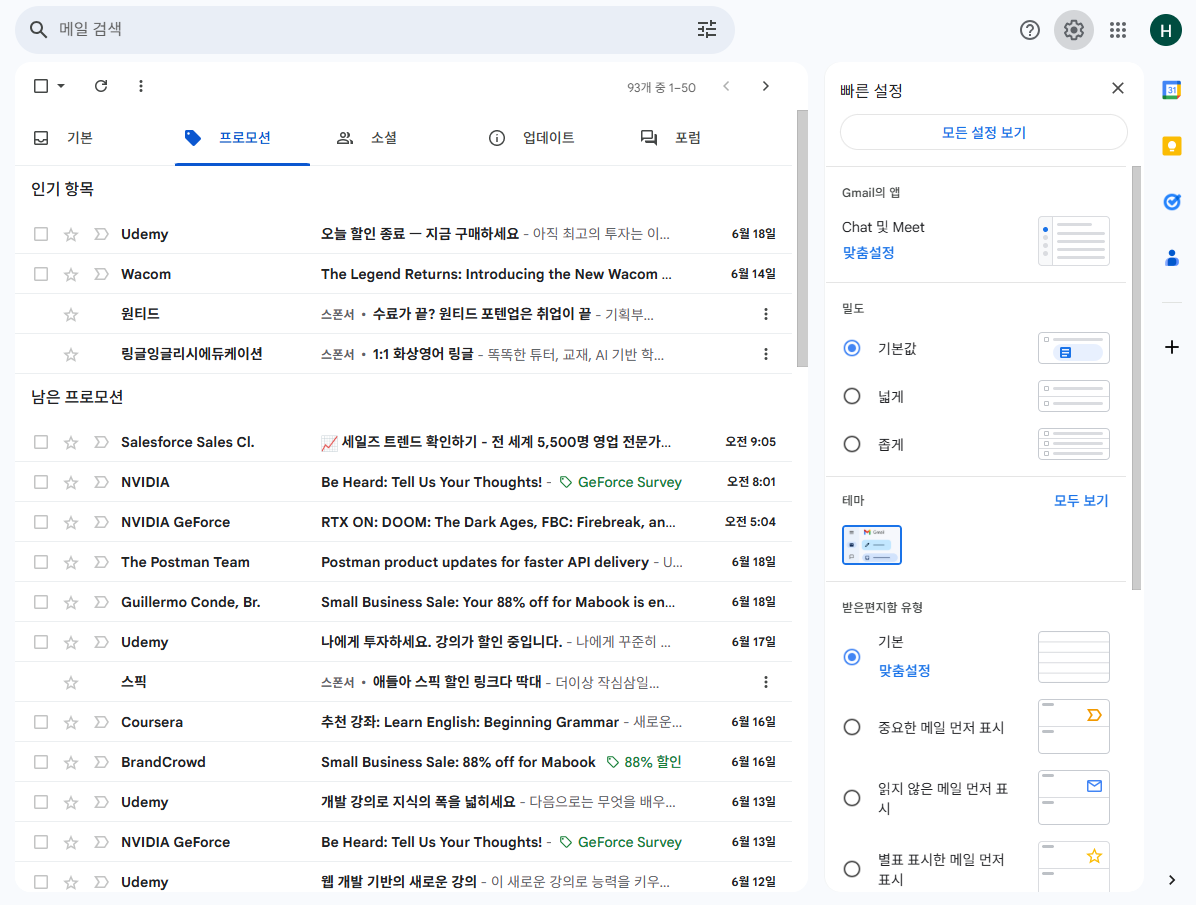 메일 검색
H
93개 중 1–50
기본
프로모션
소셜
업데이트
포럼
인기 항목
Udemy 오늘 할인 종료 — 지금 구매하세요 - 아직 최고의 투자는 이... 6월 18일
Wacom The Legend Returns: Introducing the New Wacom ... 6월 14일
원티드 스폰서 • 수료가 끝? 원티드 포텐업은 취업이 끝 - 기획부...
링글잉글리시에듀케이션 스폰서 • 1:1 화상영어 링글 - 똑똑한 튜터, 교재, AI 기반 학...
남은 프로모션
Salesforce Sales Cl. 📈 세일즈 트렌드 확인하기 - 전 세계 5,500명 영업 전문가... 오전 9:05
NVIDIA Be Heard: Tell Us Your Thoughts! - GeForce Survey 오전 8:01
NVIDIA GeForce RTX ON: DOOM: The Dark Ages, FBC: Firebreak, an... 오전 5:04
The Postman Team Postman product updates for faster API delivery - U... 6월 18일
Guillermo Conde, Br. Small Business Sale: Your 88% off for Mabook is en... 6월 18일
Udemy 나에게 투자하세요. 강의가 할인 중입니다. - 나에게 꾸준히 ... 6월 17일
스픽 스폰서 • 애들아 스픽 할인 링크다 딱대 - 더이상 작심삼일...
Coursera 추천 강좌: Learn English: Beginning Grammar - 새로운... 6월 16일
BrandCrowd Small Business Sale: 88% off for Mabook 88% 할인 6월 16일
Udemy 개발 강의로 지식의 폭을 넓히세요 - 다음으로는 무엇을 배우... 6월 13일
NVIDIA GeForce Be Heard: Tell Us Your Thoughts! - GeForce Survey 6월 13일
Udemy 웹 개발 기반의 새로운 강의 - 이 새로운 강의로 능력을 키우... 6월 12일
빠른 설정
모든 설정 보기
Gmail의 앱
Chat 및 Meet
맞춤설정
밀도
기본값
넓게
좁게
테마 모두 보기
Gmail
받은편지함 유형
기본
맞춤설정
중요한 메일 먼저 표시
읽지 않은 메일 먼저 표
시
별표 표시한 메일 먼저
표시
31